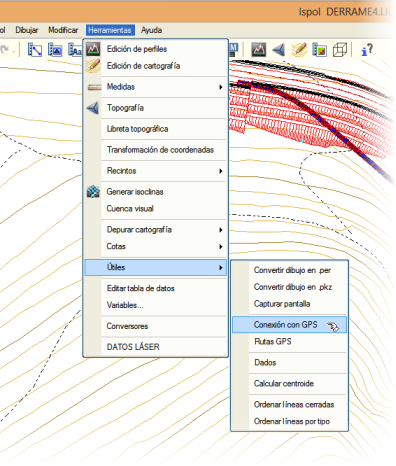 Ispol DERRAME4.LI
ol Dibujar Modificar Herramientas Ayuda
Edición de perfiles
Edición de cartografía
Medidas
Topografía
Libreta topográfica
Transformación de coordenadas
Recintos
Generar isoclinas
Cuenca visual
Depurar cartografía
Cotas
Útiles
Editar tabla de datos
Variables...
Conversores
DATOS LÁSER
Convertir dibujo en .per
Convertir dibujo en .pkz
Capturar pantalla
Conexión con GPS
Rutas GPS
Dados
Calcular centroide
Ordenar líneas cerradas
Ordenar líneas por tipo